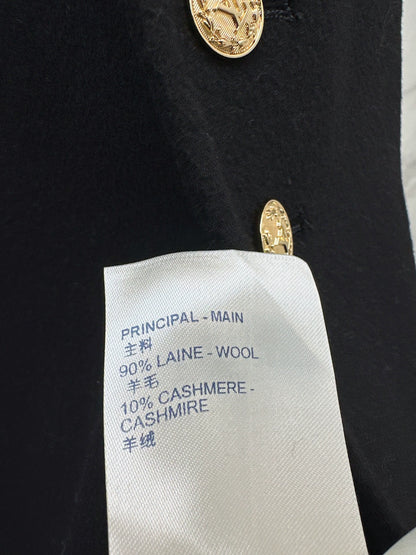 PRINCIPAL - MAIN
主料
90% LAINE - WOOL
羊毛
10% CASHMERE -
CASHMIRE
羊绒